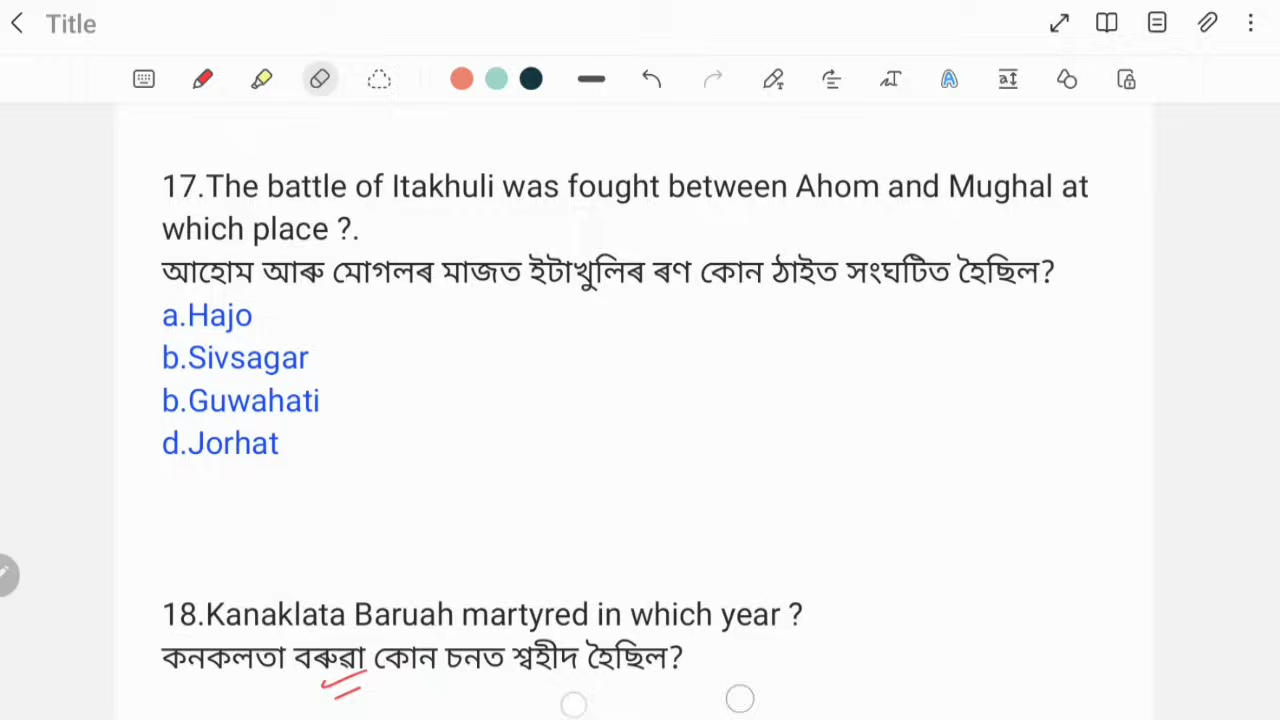 Title
17.The battle of Itakhuli was fought between Ahom and Mughal at
which place ?.
আহোম আৰু মোগলৰ মাজত ইটাখুলিৰ ৰণ কোন ঠাইত সংঘটিত হৈছিল?
a.Hajo
b.Sivsagar
b.Guwahati
d.Jorhat
18.Kanaklata Baruah martyred in which year ?
কনকলতা বৰুৱা কোন চনত শ্বহীদ হৈছিল?